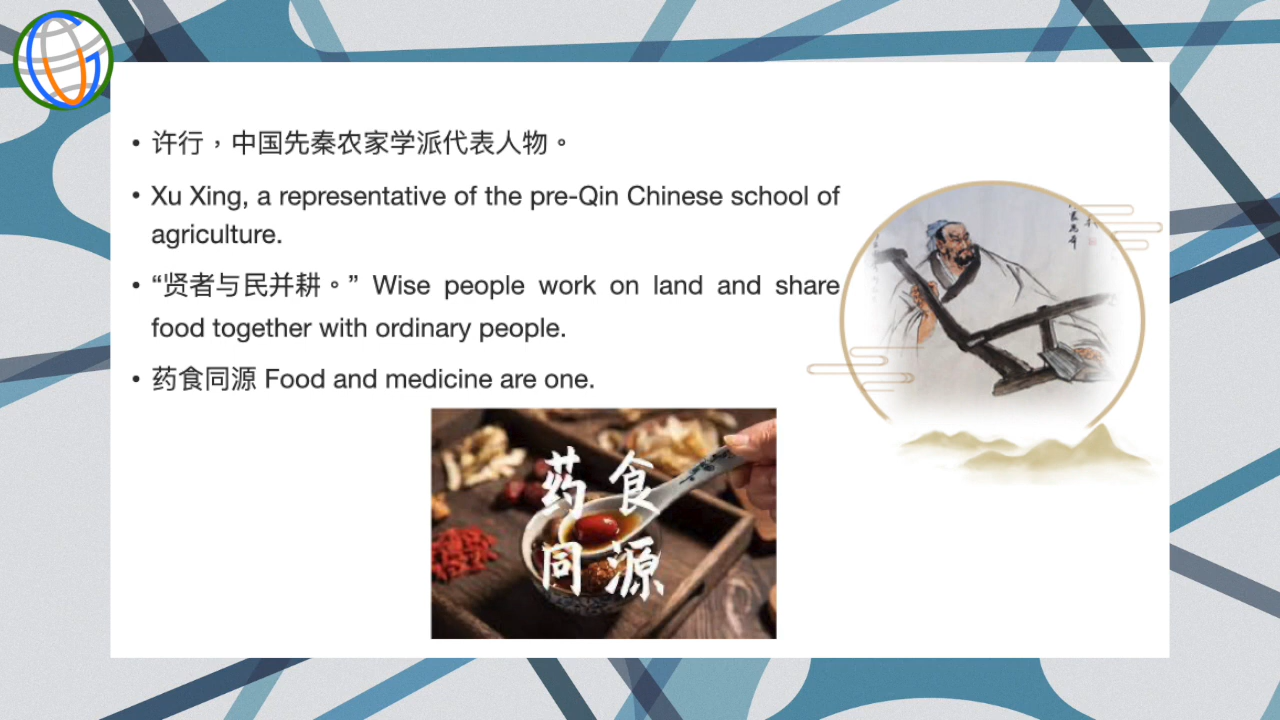 • 许行，中国先秦农家学派代表人物。
• Xu Xing, a representative of the pre-Qin Chinese school of
agriculture.
• “贤者与民并耕。” Wise people work on land and share
food together with ordinary people.
• 药食同源 Food and medicine are one.
药食
同源